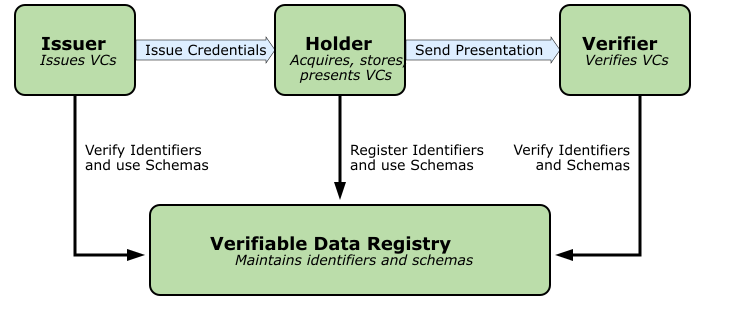 Issuer
Issues VCs
Issue Credentials
Holder
Acquires, stores,
presents VCs
Send Presentation
Verifier
Verifies VCs
Verify Identifiers
and use Schemas
Register Identifiers
and use Schemas
Verify Identifiers
and Schemas
Verifiable Data Registry
Maintains identifiers and schemas